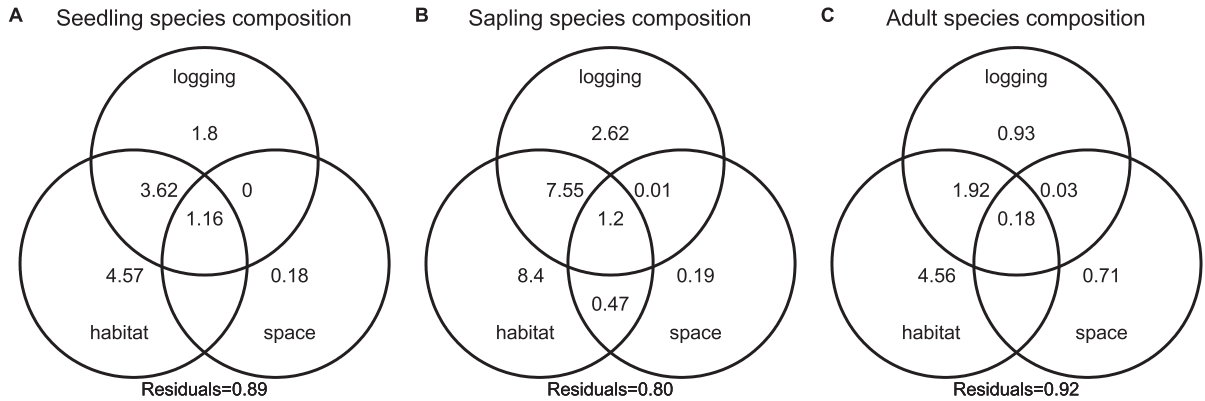 A Seedling species composition
logging
1.8
3.62 0
1.16
4.57 0.18
habitat space
Residuals=0.89
B Sapling species composition
logging
2.62
7.55 0.01
1.2
8.4 0.19
0.47
habitat space
Residuals=0.80
C Adult species composition
logging
0.93
1.92 0.03
0.18
4.56 0.71
habitat space
Residuals=0.92